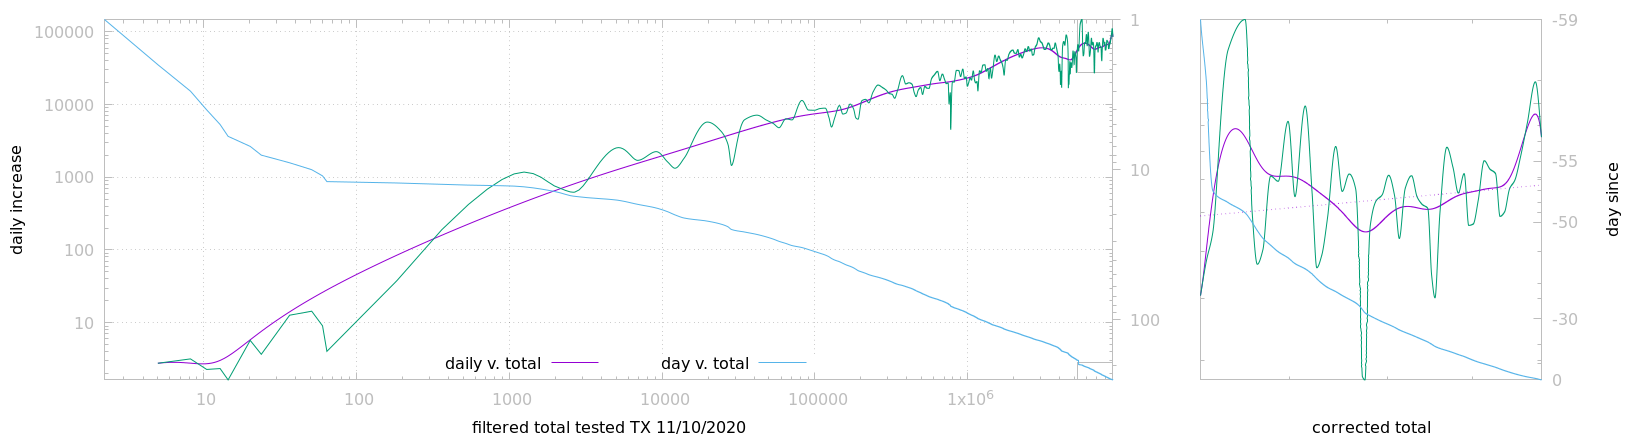 daily increase
100000
10000
1000
100
10
10
100
1000
10000
100000
1x10^6
filtered total tested TX 11/10/2020
daily v. total
day v. total
1
10
100
corrected total
-59
-55
-50
-30
0
day since